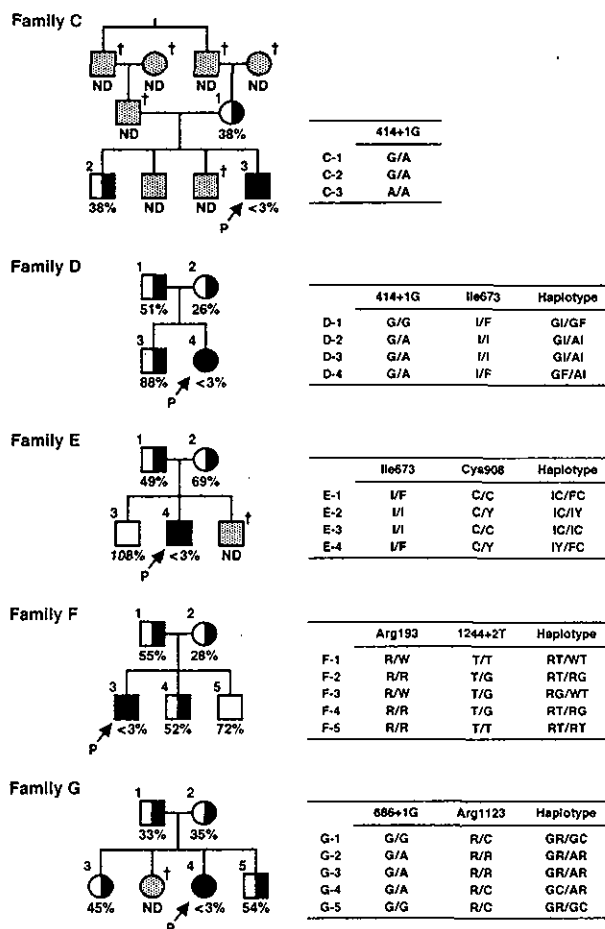 Family C
† † † †
ND ND ND ND
† 1
ND 38%
2 † 3
38% ND ND <3%
P
414+1G
C-1 G/A
C-2 G/A
C-3 A/A
Family D
1 2
51% 26%
3 4
88% <3%
P
414+1G Ile673 Haplotype
D-1 G/G I/F GI/GF
D-2 G/A I/I GI/AI
D-3 G/A I/I GI/AI
D-4 G/A I/F GF/AI
Family E
1 2
49% 69%
3 4 †
108% <3% ND
P
Ile673 Cys908 Haplotype
E-1 I/F C/C IC/FC
E-2 I/I C/Y IC/IY
E-3 I/I C/C IC/IC
E-4 I/F C/Y IY/FC
Family F
1 2
55% 28%
3 4 5
<3% 52% 72%
P
Arg193 1244+2T Haplotype
F-1 R/W T/T RT/WT
F-2 R/R T/G RT/RG
F-3 R/W T/G RG/WT
F-4 R/R T/G RT/RG
F-5 R/R T/T RT/RT
Family G
1 2
33% 35%
3 † 4 5
45% ND <3% 54%
P
686+1G Arg1123 Haplotype
G-1 G/G R/C GR/GC
G-2 G/A R/R GR/AR
G-3 G/A R/R GR/AR
G-4 G/A R/C GC/AR
G-5 G/G R/C GR/GC